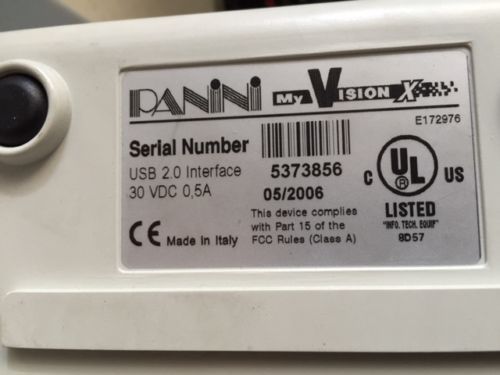 PANINI My VISION X
E172976
Serial Number 5373856
USB 2.0 Interface
30 VDC 0,5A 05/2006
C UL ® US
LISTED
"INFO. TECH. EQUIP"
8D57
CE Made in Italy
This device complies
with Part 15 of the
FCC Rules (Class A)